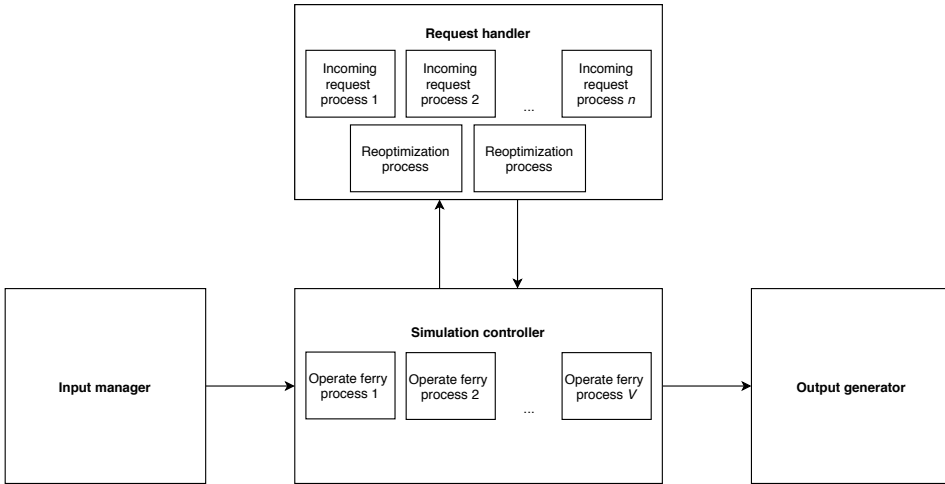 Request handler
Incoming
request
process 1
Incoming
request
process 2
...
Incoming
request
process n
Reoptimization
process
Reoptimization
process
Input manager
Simulation controller
Operate ferry
process 1
Operate ferry
process 2
...
Operate ferry
process V
Output generator